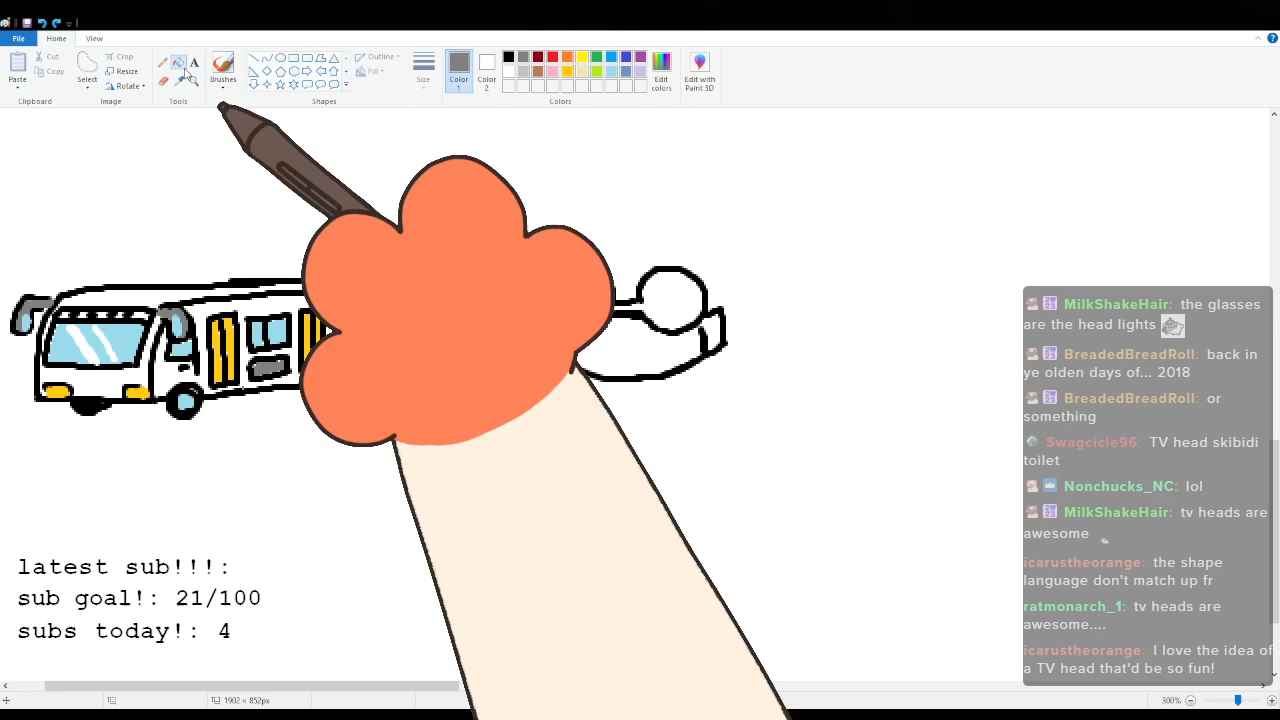 File Home View
Cut
Copy
Paste
Clipboard
Crop
Resize
Rotate
Select
Image
Tools
Brushes
Outline
Fill
Shapes
Size
Color 1
Color 2
Edit colors
Colors
Edit with Paint 3D
MilkShakeHair: the glasses
are the head lights
BreadedBreadRoll: back in
ye olden days of... 2018
BreadedBreadRoll: or
something
Swagcicle96: TV head skibidi
toilet
Nonchucks_NC: lol
MilkShakeHair: tv heads are
awesome
icarustheorange: the shape
language don't match up fr
ratmonarch_1: tv heads are
awesome....
icarustheorange: I love the idea of
a TV head that'd be so fun!
latest sub!!!:
sub goal!: 21/100
subs today!: 4
1902 × 852px
300%